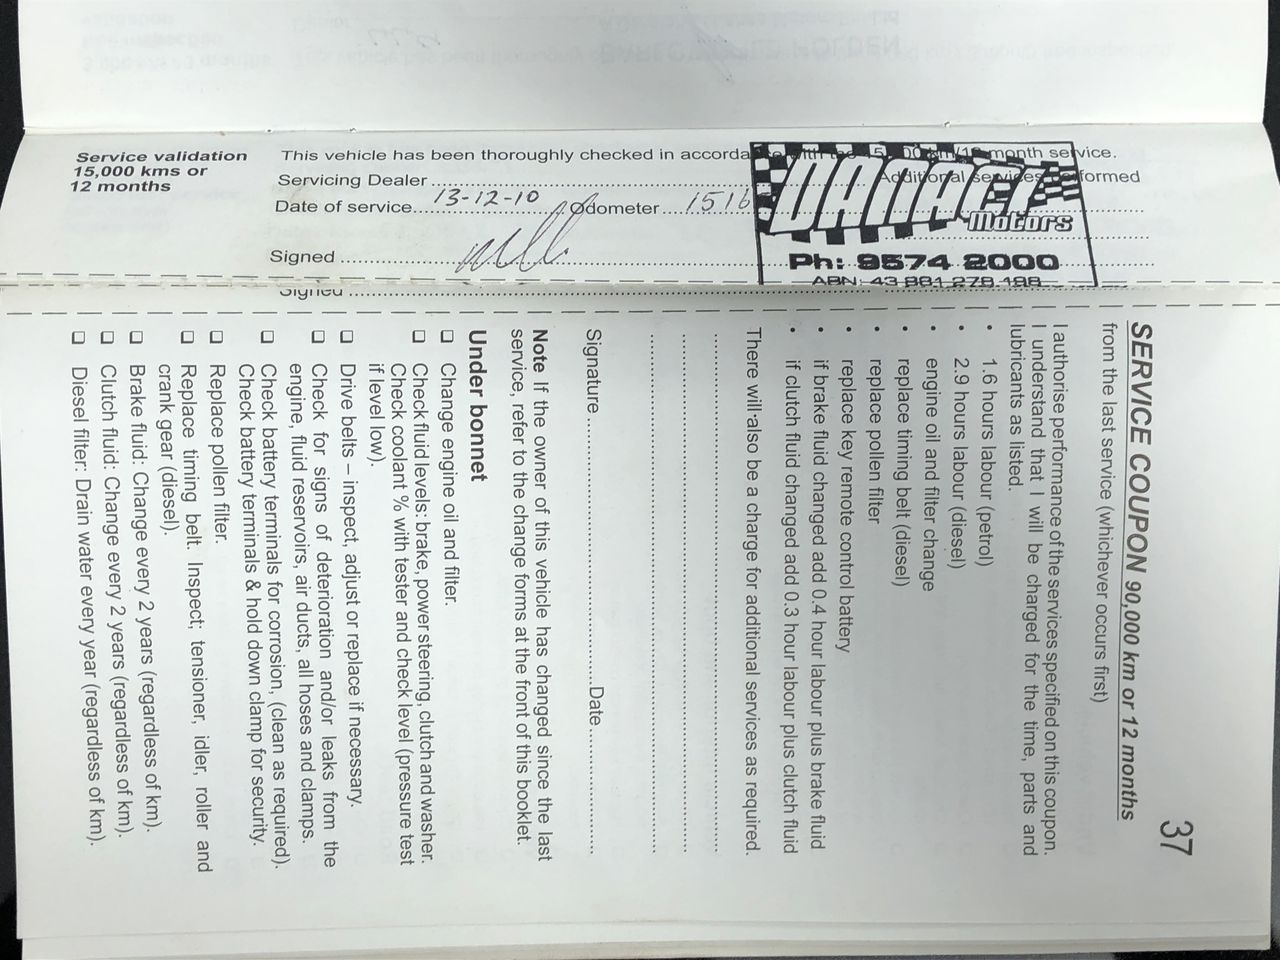 Service validation
15,000 kms or
12 months
This vehicle has been thoroughly checked in accordance with the 15,000 km/12 month service.
Servicing Dealer
Additional services performed
Date of service 13-12-10 Odometer 1516
Signed
Motors
Ph: 9574 2000
ABN: 43 881 278 188
Signed
37
SERVICE COUPON 90,000 km or 12 months
from the last service (whichever occurs first)
I authorise performance of the services specified on this coupon.
I understand that I will be charged for the time, parts and
lubricants as listed.
• 1.6 hours labour (petrol)
• 2.9 hours labour (diesel)
• engine oil and filter change
• replace timing belt (diesel)
• replace pollen filter
• replace key remote control battery
• if brake fluid changed add 0.4 hour labour plus brake fluid
• if clutch fluid changed add 0.3 hour labour plus clutch fluid
There will also be a charge for additional services as required.
Signature Date
Note If the owner of this vehicle has changed since the last
service, refer to the change forms at the front of this booklet.
Under bonnet
❑ Change engine oil and filter.
❑ Check fluid levels: brake, power steering, clutch and washer.
Check coolant % with tester and check level (pressure test
if level low).
❑ Drive belts – inspect, adjust or replace if necessary.
❑ Check for signs of deterioration and/or leaks from the
engine, fluid reservoirs, air ducts, all hoses and clamps.
❑ Check battery terminals for corrosion, (clean as required).
Check battery terminals & hold down clamp for security.
❑ Replace pollen filter.
❑ Replace timing belt. Inspect; tensioner, idler, roller and
crank gear (diesel).
❑ Brake fluid: Change every 2 years (regardless of km).
❑ Clutch fluid: Change every 2 years (regardless of km).
❑ Diesel filter: Drain water every year (regardless of km).